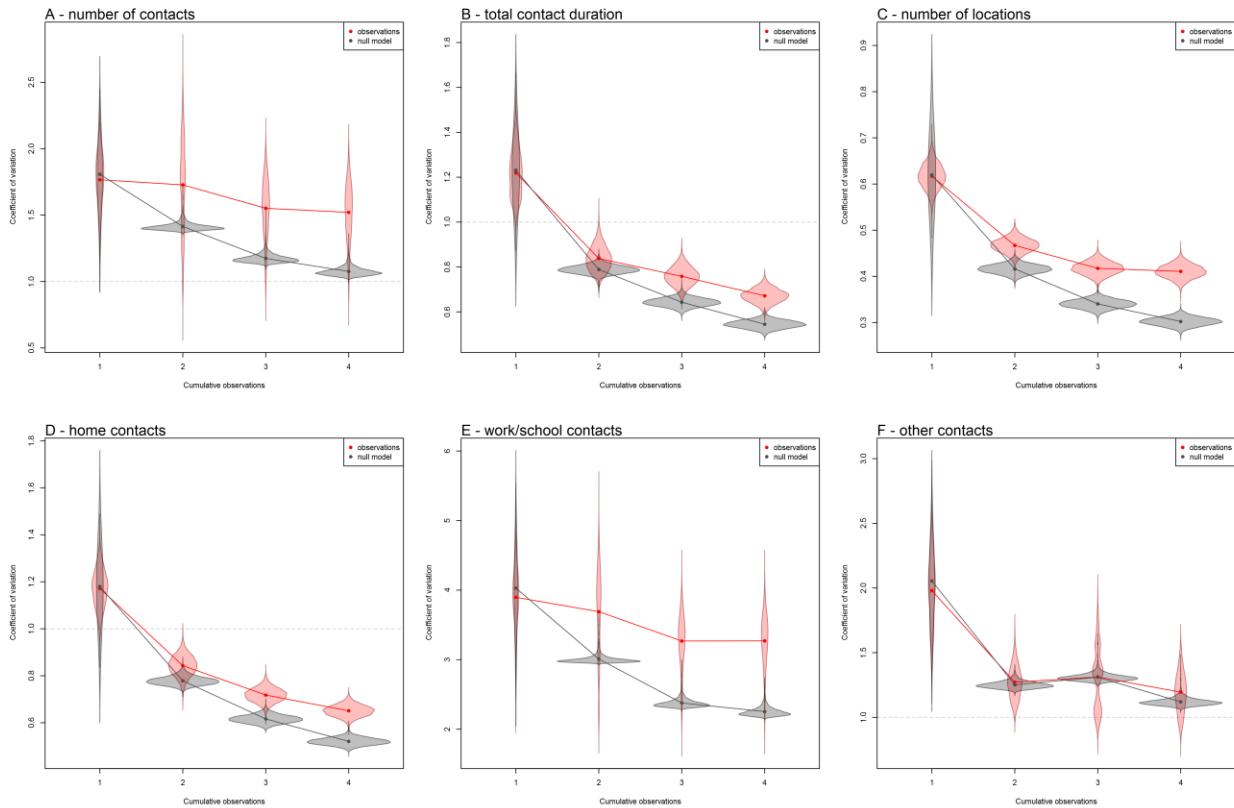 A - number of contacts
observations
null model
Coefficient of variation
2.5
2.0
1.5
1.0
0.5
1 2 3 4
Cumulative observations
B - total contact duration
observations
null model
Coefficient of variation
1.8
1.6
1.4
1.2
1.0
0.8
0.6
1 2 3 4
Cumulative observations
C - number of locations
observations
null model
Coefficient of variation
0.9
0.8
0.7
0.6
0.5
0.4
0.3
1 2 3 4
Cumulative observations
D - home contacts
observations
null model
Coefficient of variation
1.8
1.6
1.4
1.2
1.0
0.8
0.6
1 2 3 4
Cumulative observations
E - work/school contacts
observations
null model
Coefficient of variation
6
5
4
3
2
1 2 3 4
Cumulative observations
F - other contacts
observations
null model
Coefficient of variation
3.0
2.5
2.0
1.5
1.0
1 2 3 4
Cumulative observations